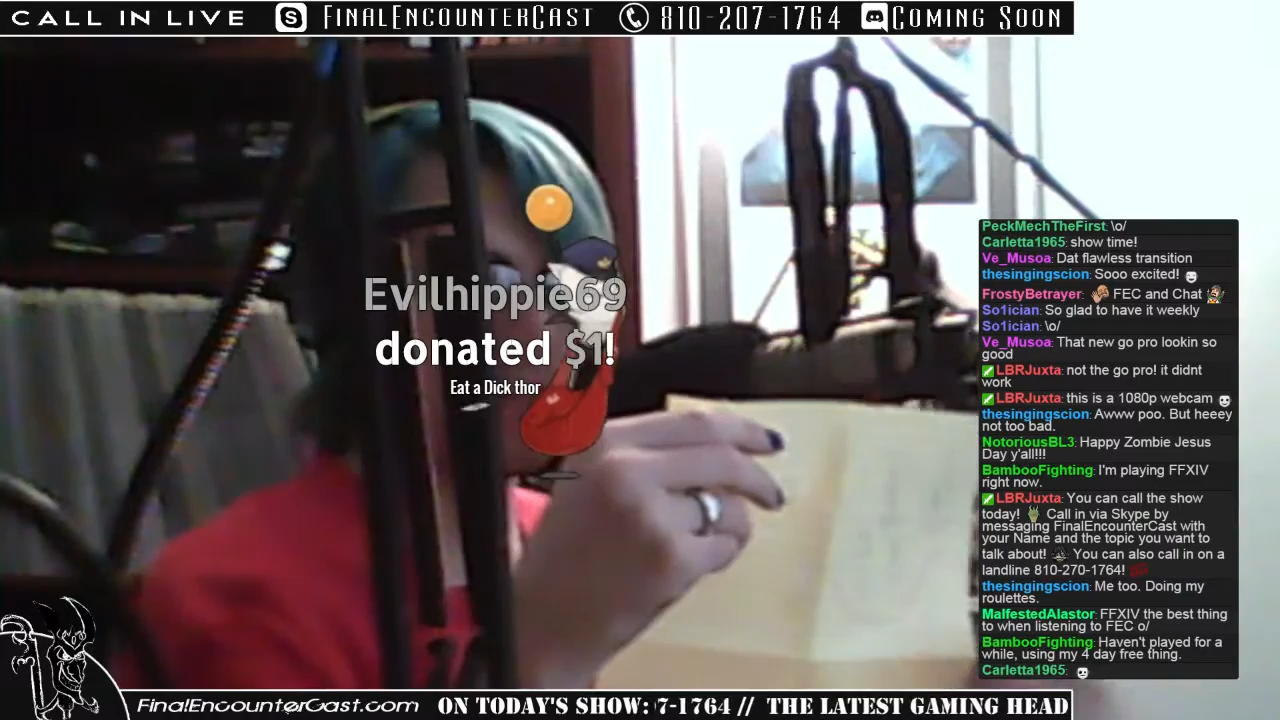 CALL IN LIVE FINALENCOUNTERCAST 810-207-1764 COMING SOON
Evilhippie69
donated $1!
Eat a Dick thor
PeckMechTheFirst: \o/
Carletta1965: show time!
Ve_Musoa: Dat flawless transition
thesingingscion: Sooo excited!
FrostyBetrayer: FEC and Chat
So1ician: So glad to have it weekly
So1ician: \o/
Ve_Musoa: That new go pro lookin so
good
LBRJuxta: not the go pro! it didnt
work
LBRJuxta: this is a 1080p webcam
thesingingscion: Awww poo. But heeey
not too bad.
NotoriousBL3: Happy Zombie Jesus
Day y'all!!!
BambooFighting: I'm playing FFXIV
right now.
LBRJuxta: You can call the show
today! Call in via Skype by
messaging FinalEncounterCast with
your Name and the topic you want to
talk about! You can also call in on a
landline 810-270-1764!
thesingingscion: Me too. Doing my
roulettes.
MalfestedAlastor: FFXIV the best thing
to when listening to FEC o/
BambooFighting: Haven't played for a
while, using my 4 day free thing.
Carletta1965:
FINALENCOUNTERCAST.COM ON TODAY'S SHOW: 7-1764 // THE LATEST GAMING HEAD